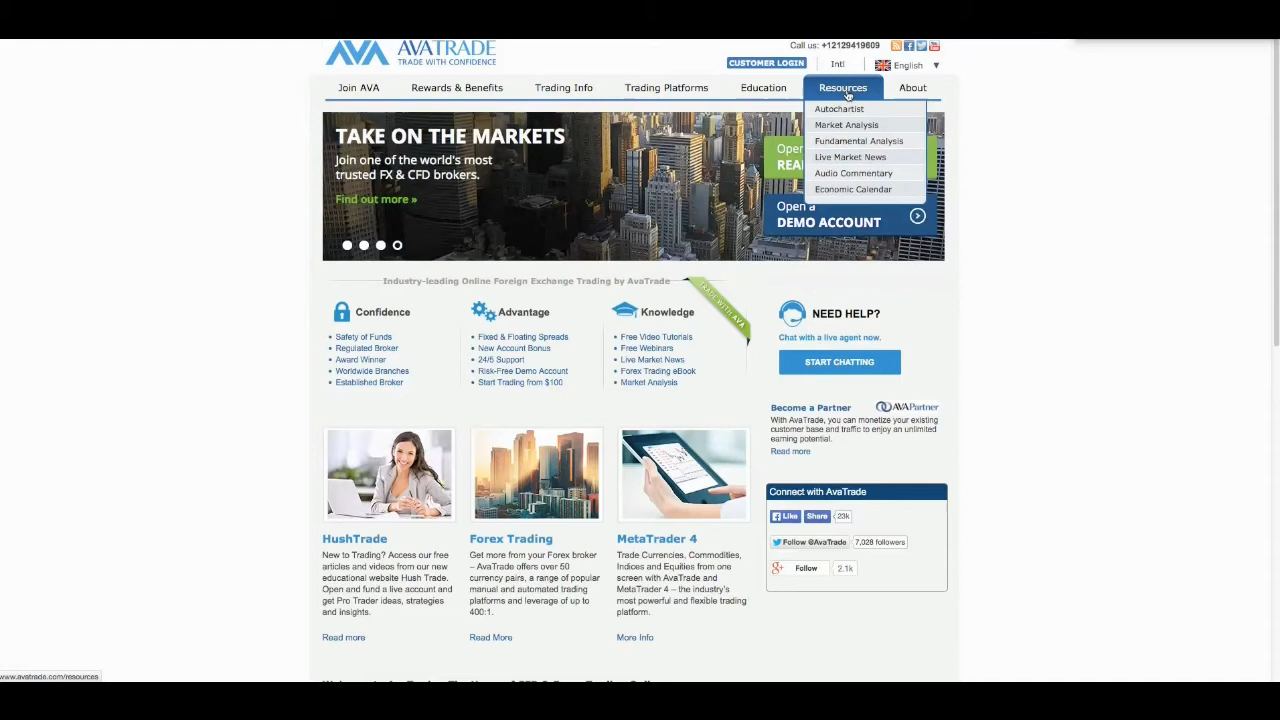 AVA AVATRADE
TRADE WITH CONFIDENCE
Call us: +12129419609
CUSTOMER LOGIN
Intl
English ▼
Join AVA
Rewards & Benefits
Trading Info
Trading Platforms
Education
Resources
About
Autochartist
Market Analysis
Fundamental Analysis
Live Market News
Audio Commentary
Economic Calendar
TAKE ON THE MARKETS
Join one of the world's most
trusted FX & CFD brokers.
Find out more »
Open
REA
Open a
DEMO ACCOUNT
Industry-leading Online Foreign Exchange Trading by AvaTrade
TRADE WITH AVA
Confidence
• Safety of Funds
• Regulated Broker
• Award Winner
• Worldwide Branches
• Established Broker
Advantage
• Fixed & Floating Spreads
• New Account Bonus
• 24/5 Support
• Risk-Free Demo Account
• Start Trading from $100
Knowledge
• Free Video Tutorials
• Free Webinars
• Live Market News
• Forex Trading eBook
• Market Analysis
NEED HELP?
Chat with a live agent now.
START CHATTING
Become a Partner
AVAPartner
With AvaTrade, you can monetize your existing
customer base and traffic to enjoy an unlimited
earning potential.
Read more
HushTrade
New to Trading? Access our free
articles and videos from our new
educational website Hush Trade.
Open and fund a live account and
get Pro Trader ideas, strategies
and insights.
Read more
Forex Trading
Get more from your Forex broker
– AvaTrade offers over 50
currency pairs, a range of popular
manual and automated trading
platforms and leverage of up to
400:1.
Read More
MetaTrader 4
Trade Currencies, Commodities,
Indices and Equities from one
screen with AvaTrade and
MetaTrader 4 – the industry's
most powerful and flexible trading
platform.
More Info
Connect with AvaTrade
Like Share 23k
Follow @AvaTrade 7,028 followers
Follow 2.1k
www.avatrade.com/resources